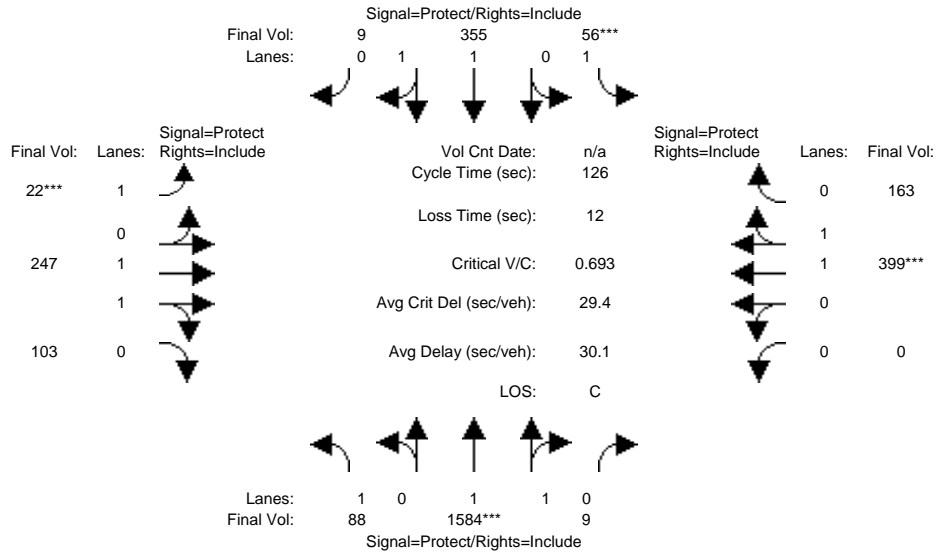 Signal=Protect/Rights=Include
Final Vol: 9 355 56***
Lanes: 0 1 1 0 1
Signal=Protect
Final Vol: Lanes: Rights=Include
Vol Cnt Date: n/a
Signal=Protect
Rights=Include Lanes: Final Vol:
Cycle Time (sec): 126
22*** 1
0 163
Loss Time (sec): 12
0
1
247 1
Critical V/C: 0.693
1 399***
1
Avg Crit Del (sec/veh): 29.4
0
103 0
Avg Delay (sec/veh): 30.1
0 0
LOS: C
Lanes: 1 0 1 1 0
Final Vol: 88 1584*** 9
Signal=Protect/Rights=Include